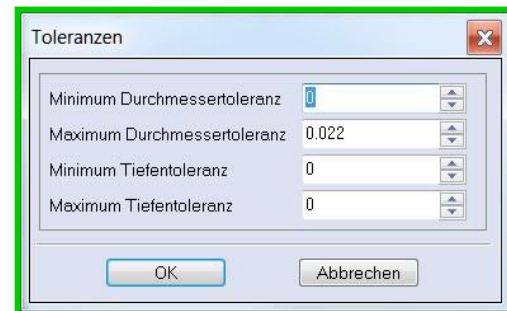 Toleranzen
Minimum Durchmessertoleranz 0
Maximum Durchmessertoleranz 0.022
Minimum Tiefentoleranz 0
Maximum Tiefentoleranz 0
OK Abbrechen